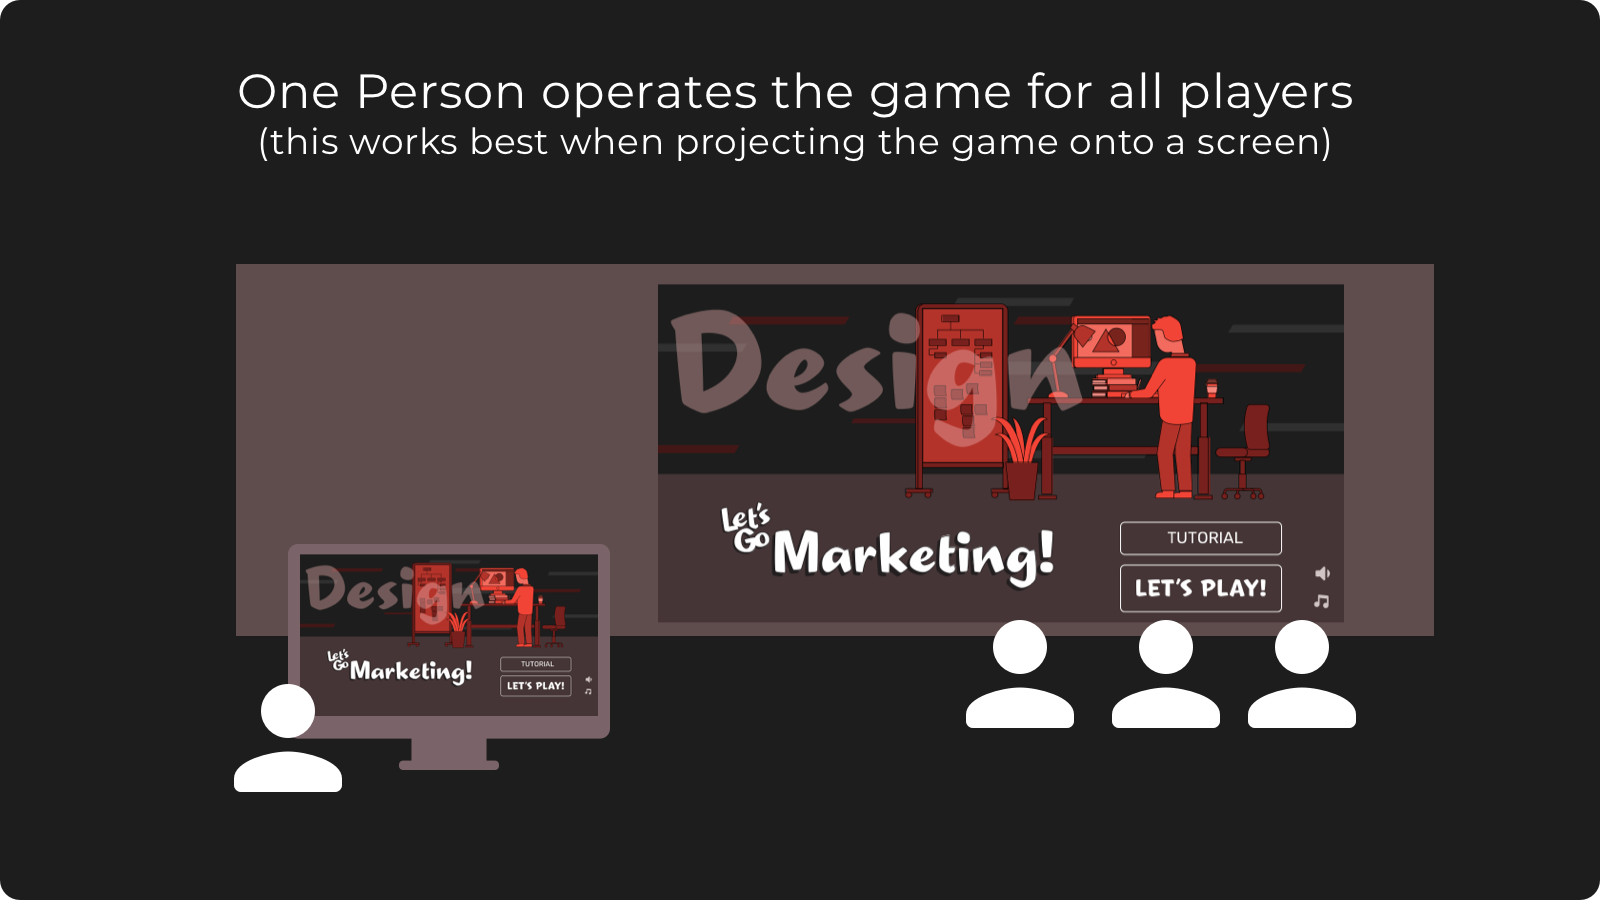 One Person operates the game for all players
(this works best when projecting the game onto a screen)
Design
Let's
Go
Marketing!
TUTORIAL
LET'S PLAY!
Design
Let's
Go
Marketing!
TUTORIAL
LET'S PLAY!